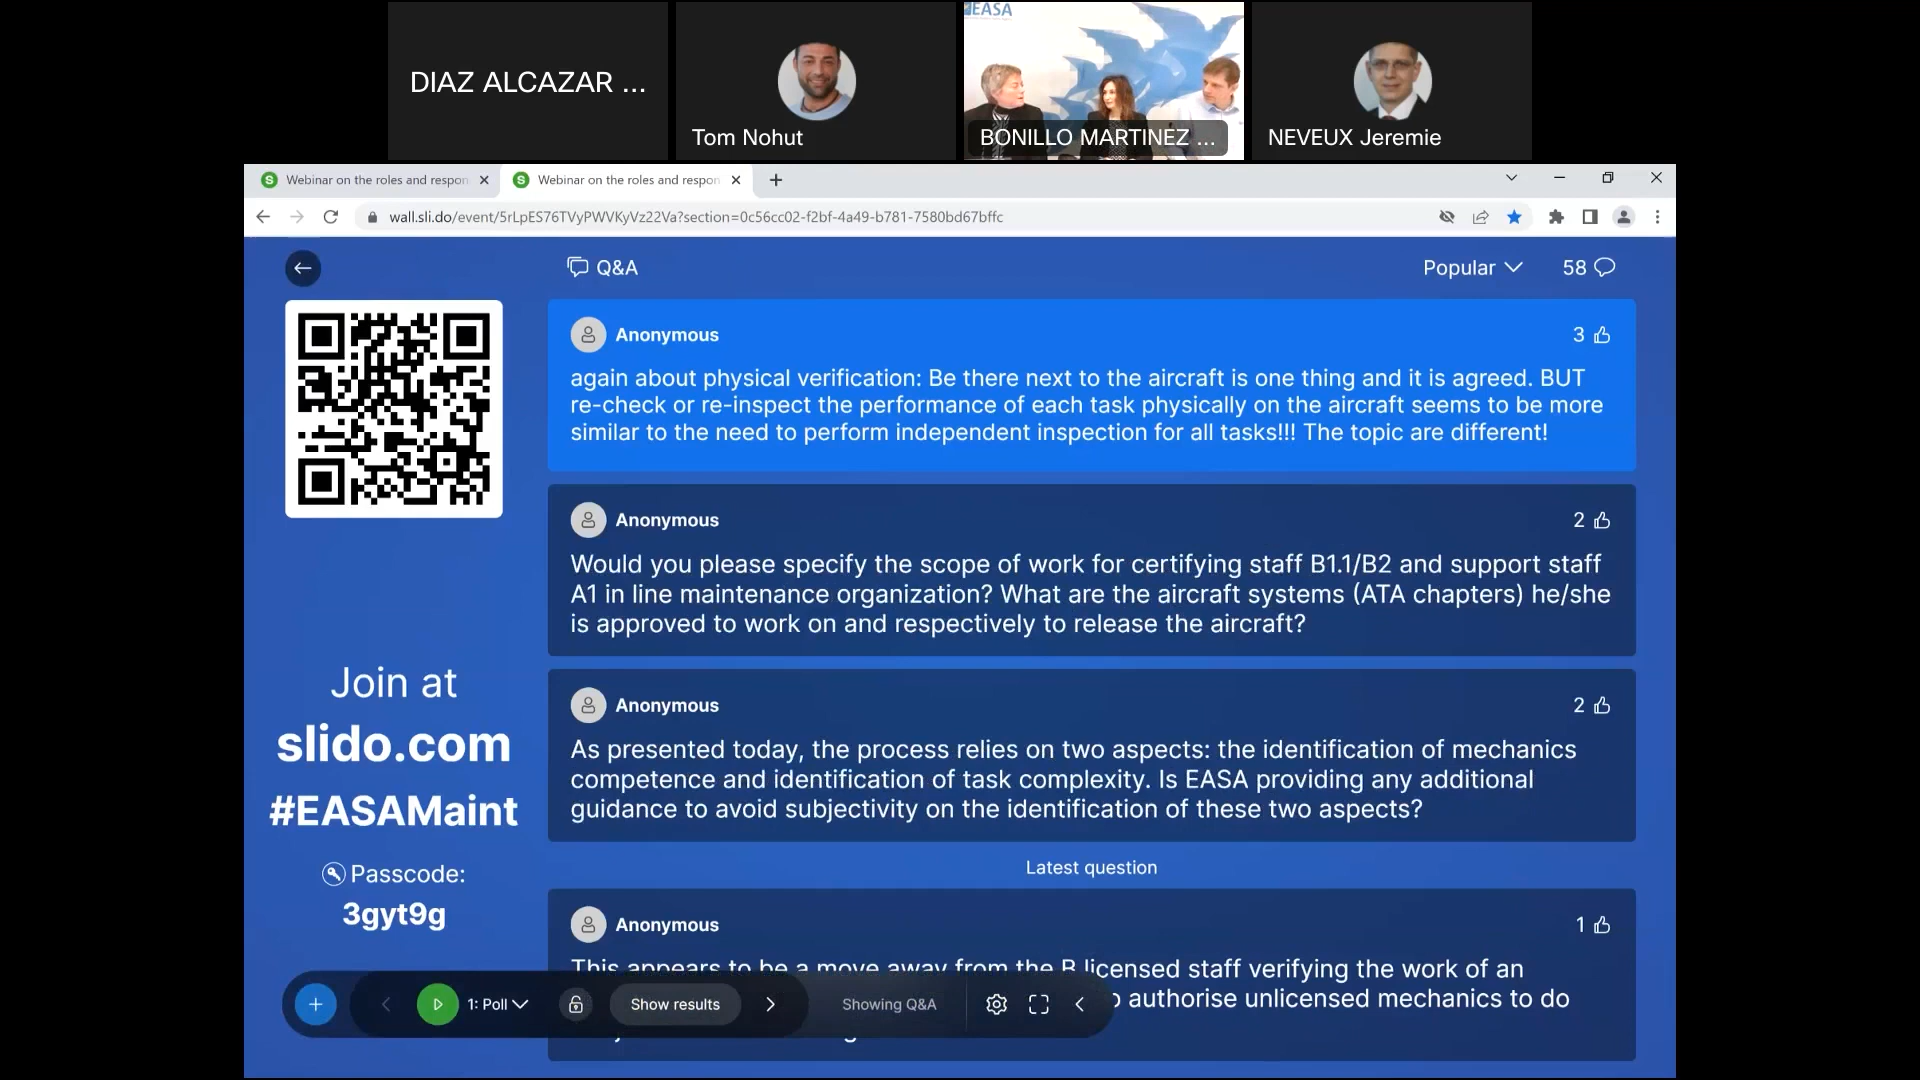 DIAZ ALCAZAR ...
Tom Nohut
EASA
BONILLO MARTINEZ ...
NEVEUX Jeremie
Webinar on the roles and respon
Webinar on the roles and respon
wall.sli.do/event/5rLpES76TVyPWVKyVz22Va?section=0c56cc02-f2bf-4a49-b781-7580bd67bffc
Q&A
Popular
58
Anonymous
3
again about physical verification: Be there next to the aircraft is one thing and it is agreed. BUT
re-check or re-inspect the performance of each task physically on the aircraft seems to be more
similar to the need to perform independent inspection for all tasks!!! The topic are different!
Anonymous
2
Would you please specify the scope of work for certifying staff B1.1/B2 and support staff
A1 in line maintenance organization? What are the aircraft systems (ATA chapters) he/she
is approved to work on and respectively to release the aircraft?
Anonymous
2
As presented today, the process relies on two aspects: the identification of mechanics
competence and identification of task complexity. Is EASA providing any additional
guidance to avoid subjectivity on the identification of these two aspects?
Latest question
Anonymous
1
This appears to be a move away from the B licensed staff verifying the work of an
authorise unlicensed mechanics to do
Join at
slido.com
#EASAMaint
Passcode:
3gyt9g
1: Poll
Show results
Showing Q&A